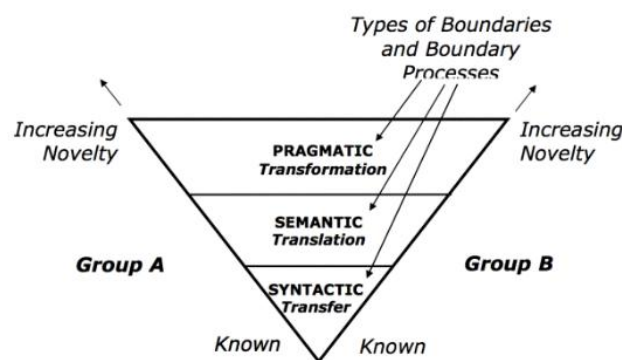 Types of Boundaries
and Boundary
Processes
Increasing
Novelty
Increasing
Novelty
PRAGMATIC
Transformation
SEMANTIC
Translation
Group A
Group B
SYNTACTIC
Transfer
Known
Known